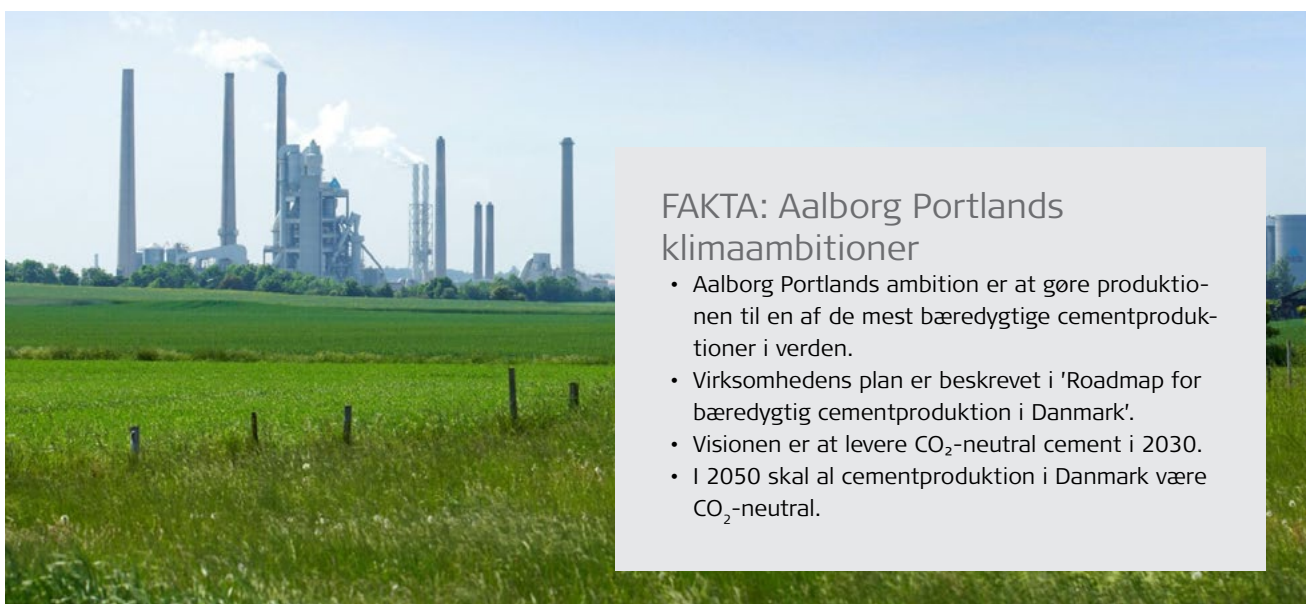 FAKTA: Aalborg Portlands
klimaambitioner
• Aalborg Portlands ambition er at gøre produktio-
nen til en af de mest bæredygtige cementproduk-
tioner i verden.
• Virksomhedens plan er beskrevet i 'Roadmap for
bæredygtig cementproduktion i Danmark'.
• Visionen er at levere CO₂-neutral cement i 2030.
• I 2050 skal al cementproduktion i Danmark være
CO₂-neutral.